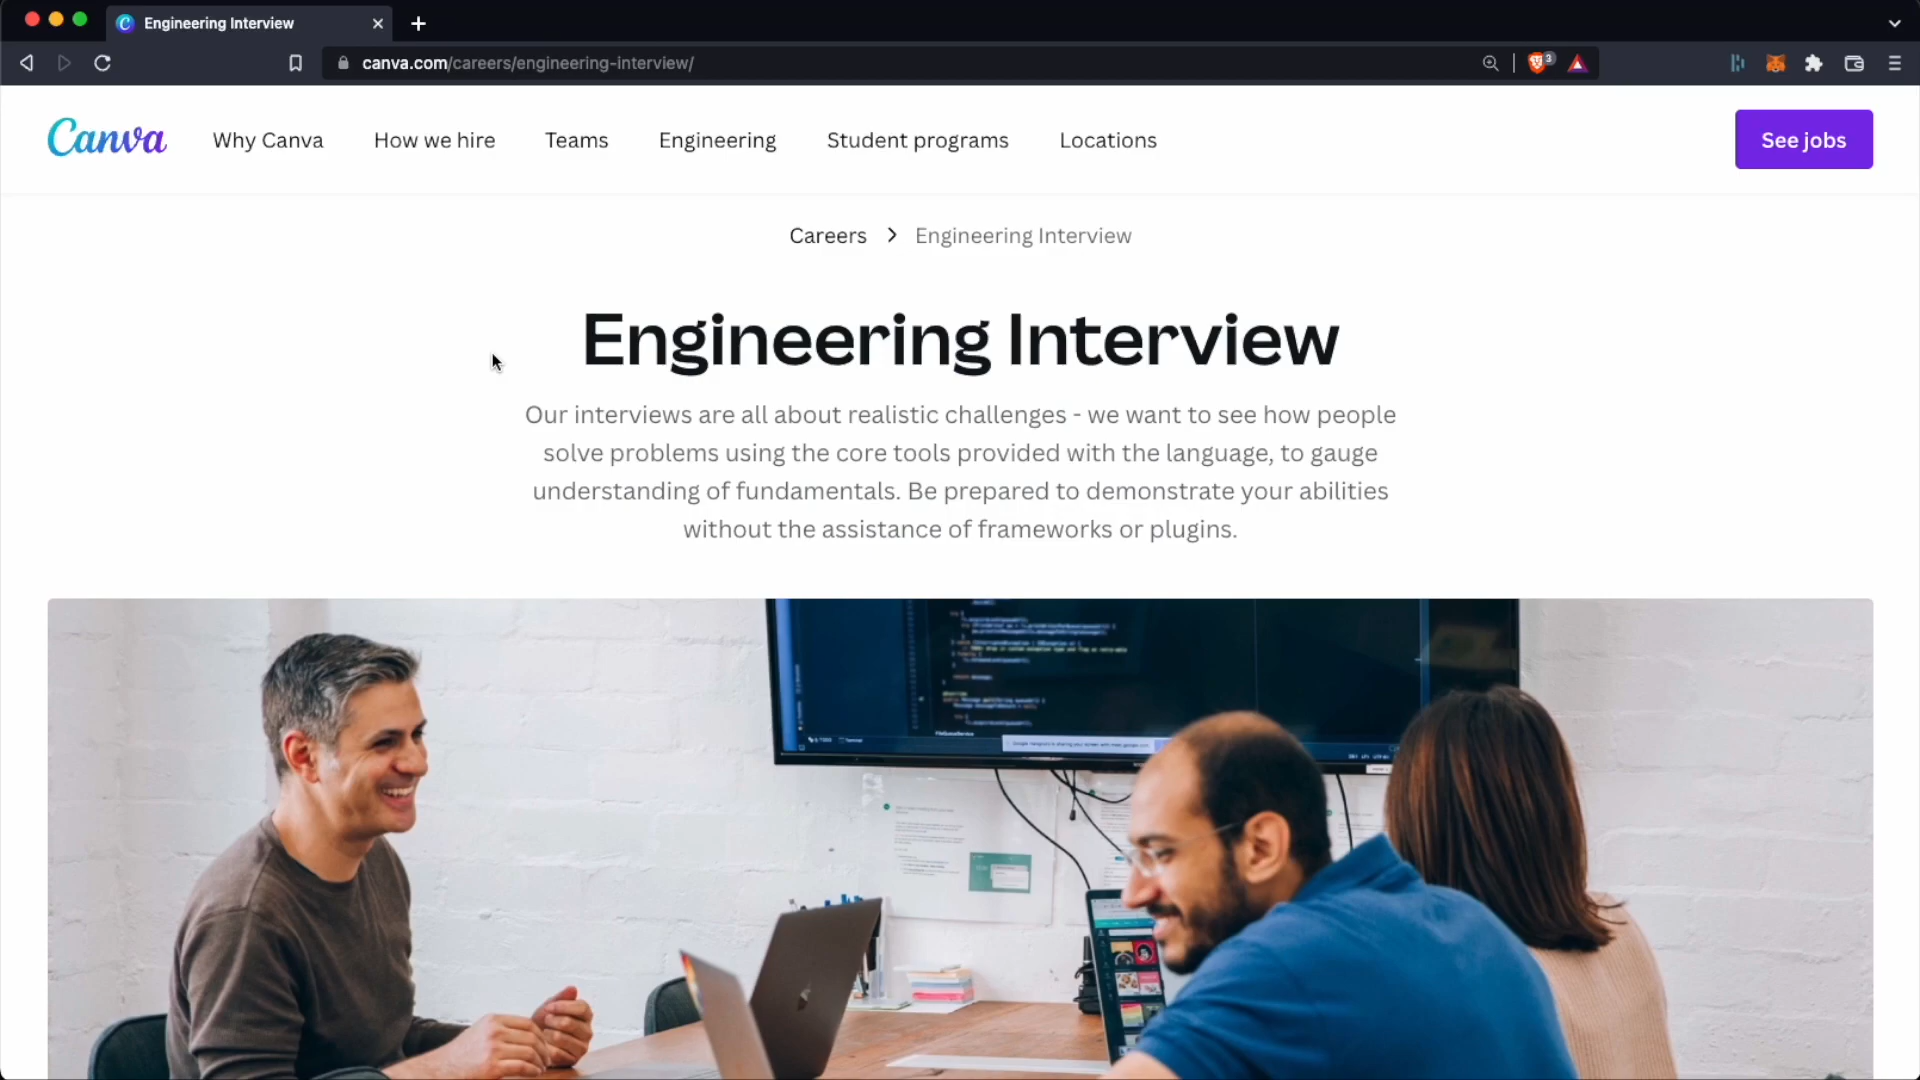 Engineering Interview
canva.com/careers/engineering-interview/
3
Canva
Why Canva
How we hire
Teams
Engineering
Student programs
Locations
See jobs
Careers > Engineering Interview
Engineering Interview
Our interviews are all about realistic challenges - we want to see how people
solve problems using the core tools provided with the language, to gauge
understanding of fundamentals. Be prepared to demonstrate your abilities
without the assistance of frameworks or plugins.